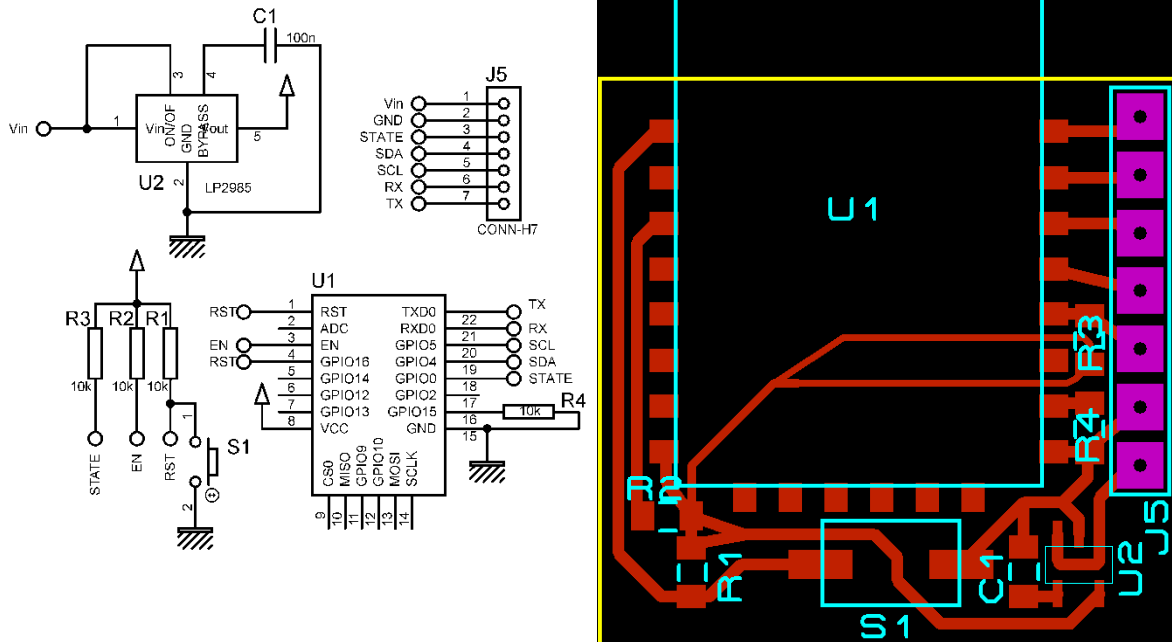 C1
100n
3
4
Vin
1
Vin
ON/OF
GND
BYPASS
Vout
5
U2
2
LP2985
J5
Vin 1
GND 2
STATE 3
SDA 4
SCL 5
RX 6
TX 7
CONN-H7
R3
R2
R1
10k
10k
10k
1
S1
2
STATE
EN
RST
U1
RST 1 RST TXD0 TX
2 ADC RXD0 22 RX
EN 3 EN GPIO5 21 SCL
RST 4 GPIO16 GPIO4 20 SDA
5 GPIO14 GPIO0 19 STATE
6 GPIO12 GPIO2 18
7 GPIO13 GPIO15 17 10k R4
8 VCC GND 16
15
CS0
MISO
GPIO9
GPIO10
MOSI
SCLK
9
10
11
12
13
14
U1
R3
R4
R2
R1
S1
C1
U2
J5